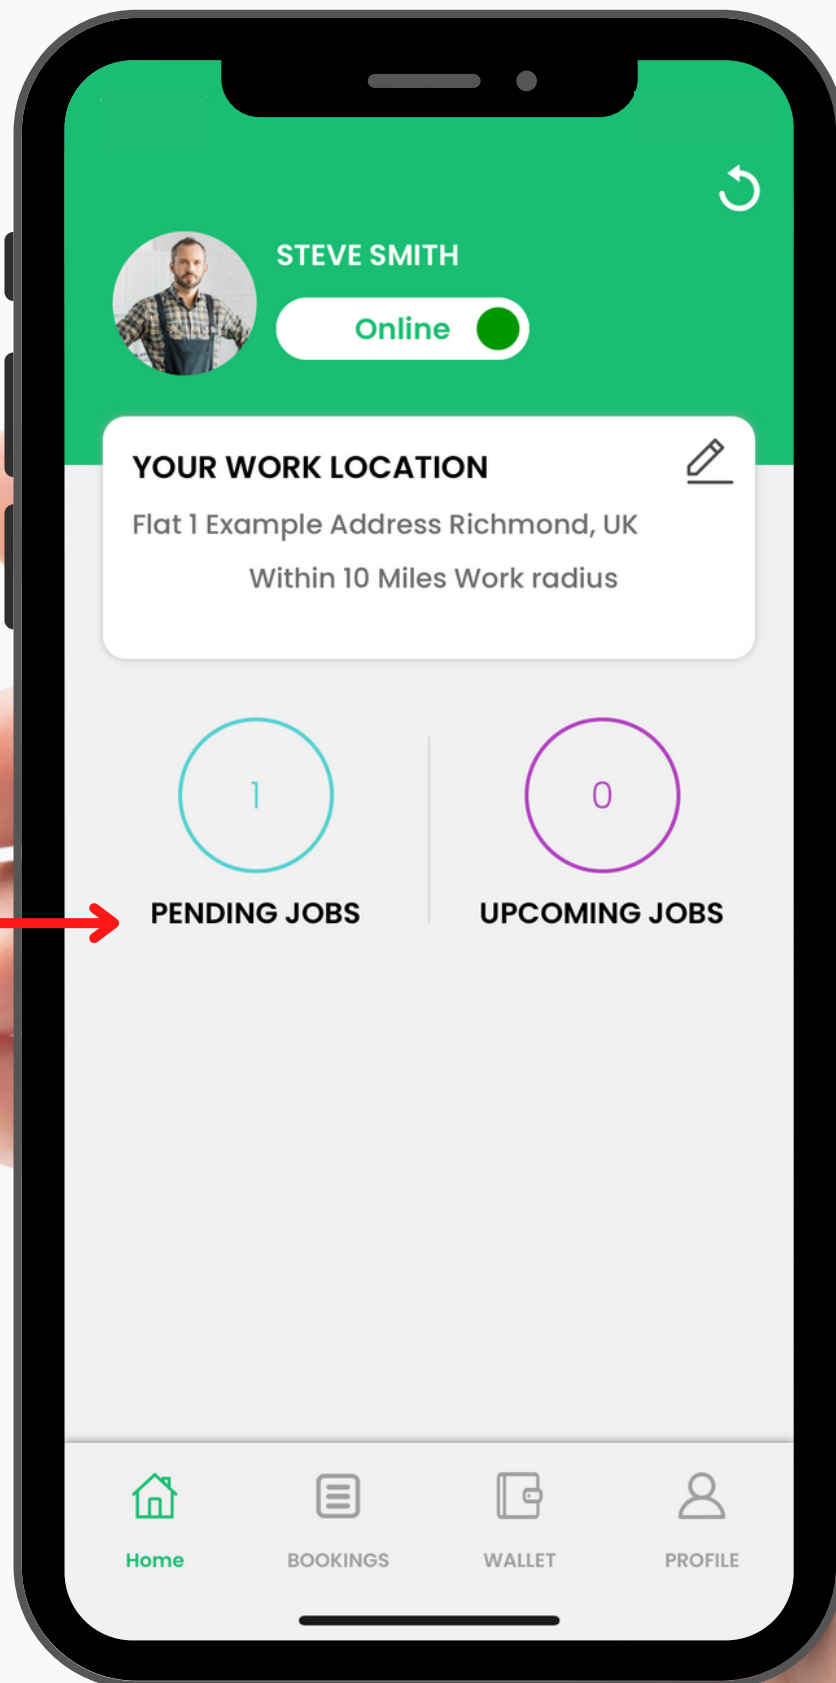 STEVE SMITH
Online
YOUR WORK LOCATION
Flat 1 Example Address Richmond, UK
Within 10 Miles Work radius
1
0
PENDING JOBS
UPCOMING JOBS
Home
BOOKINGS
WALLET
PROFILE